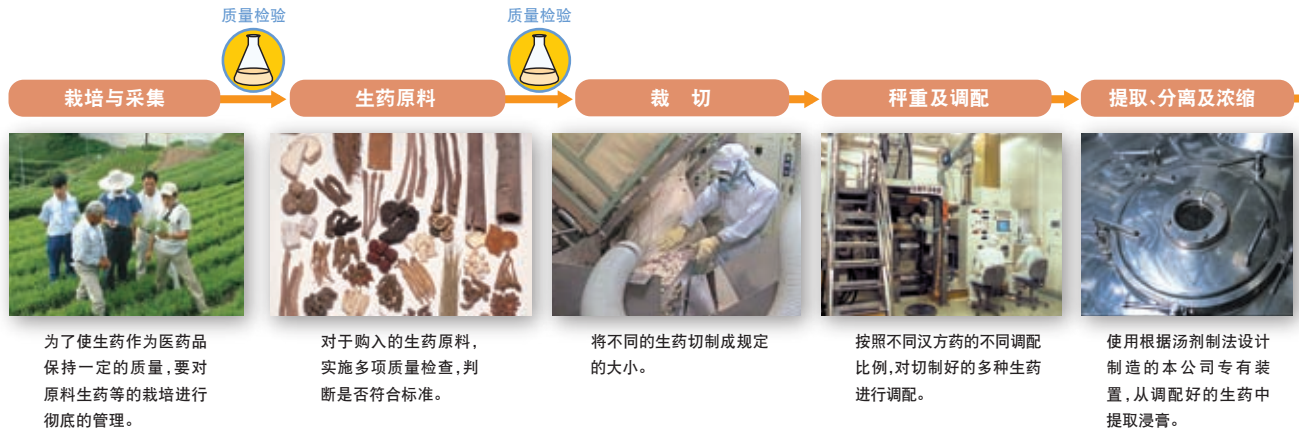 质量检验
质量检验
栽培与采集
生药原料
裁　切
秤重及调配
提取、分离及浓缩
为了使生药作为医药品
保持一定的质量,要对
原料生药等的栽培进行
彻底的管理。
对于购入的生药原料,
实施多项质量检查,判
断是否符合标准。
将不同的生药切制成规定
的大小。
按照不同汉方药的不同调配
比例,对切制好的多种生药
进行调配。
使用根据汤剂制法设计
制造的本公司专有装
置,从调配好的生药中
提取浸膏。